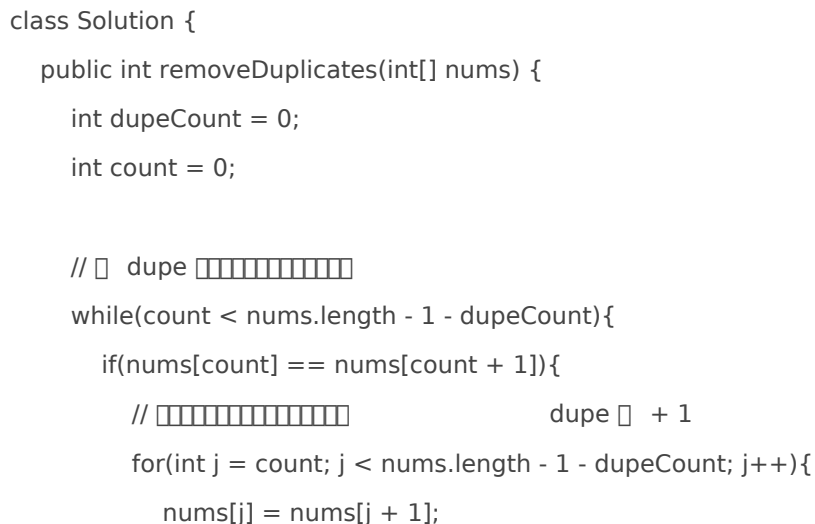 class Solution {
public int removeDuplicates(int[] nums) {
int dupeCount = 0;
int count = 0;
// dupe
while(count < nums.length - 1 - dupeCount){
if(nums[count] == nums[count + 1]){
// dupe + 1
for(int j = count; j < nums.length - 1 - dupeCount; j++){
nums[j] = nums[j + 1];